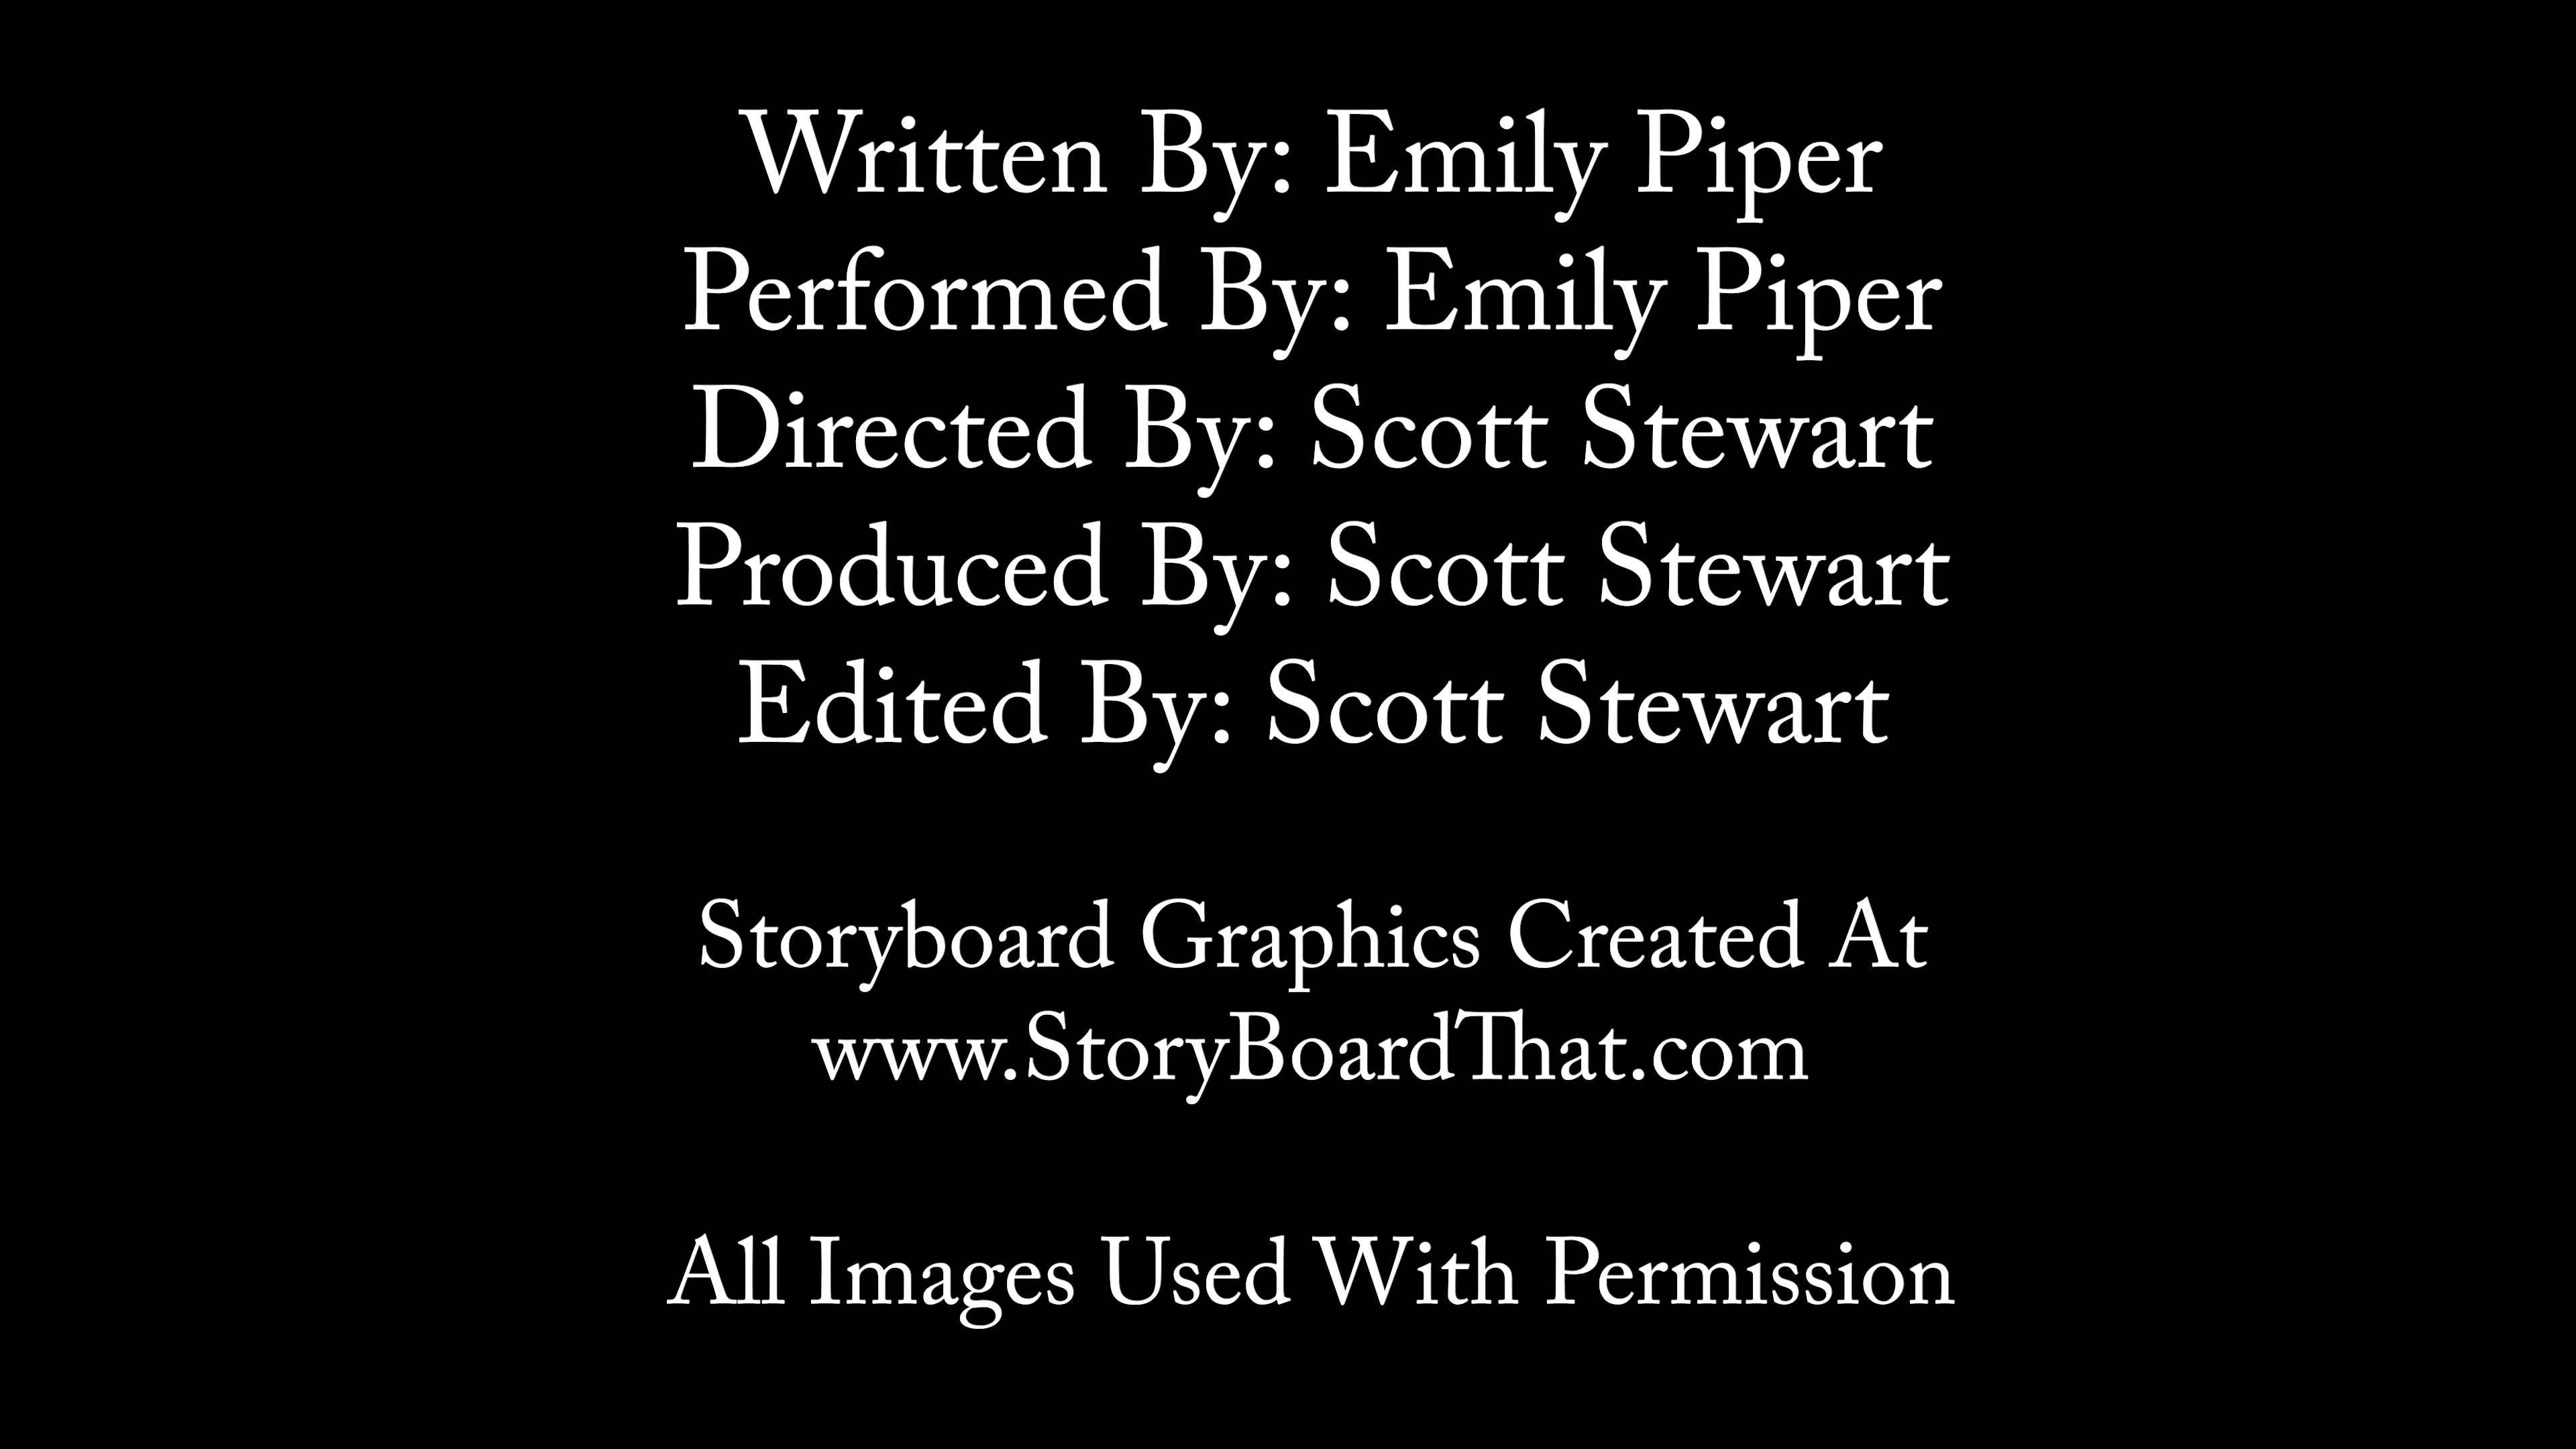 Written By: Emily Piper
Performed By: Emily Piper
Directed By: Scott Stewart
Produced By: Scott Stewart
Edited By: Scott Stewart
Storyboard Graphics Created At
www.StoryBoardThat.com
All Images Used With Permission